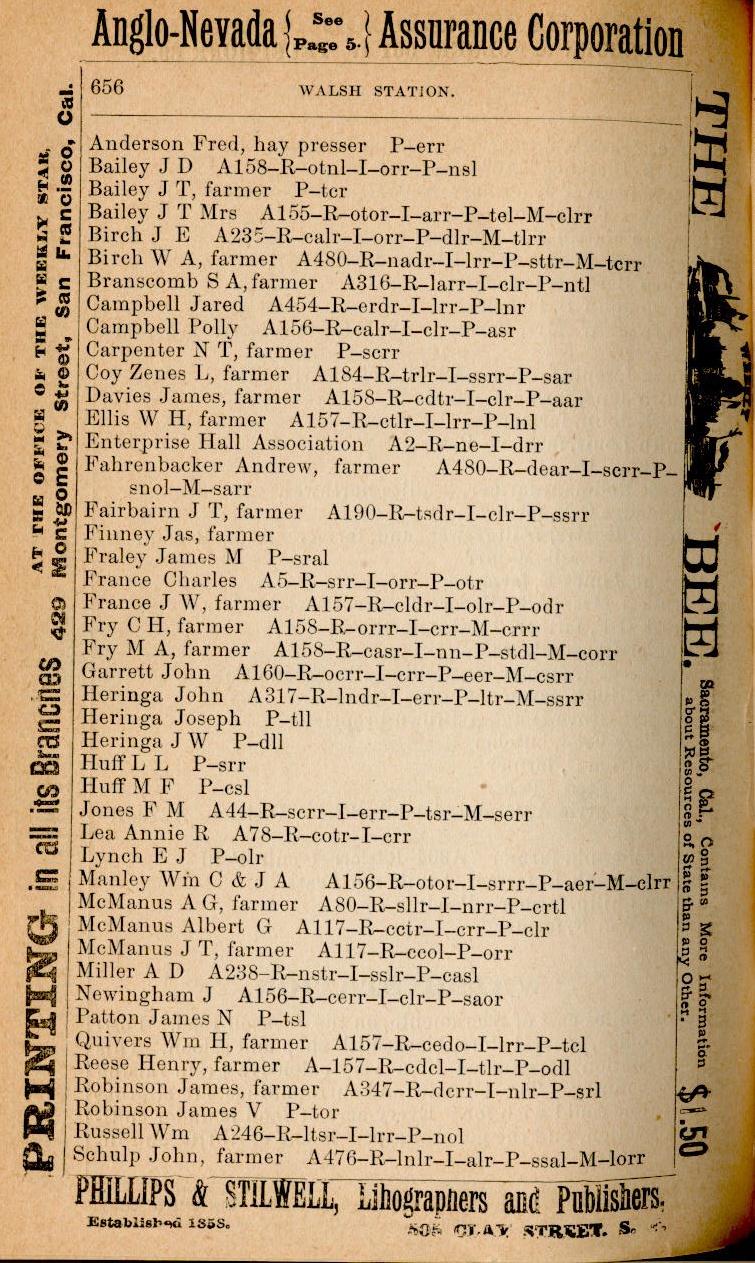 Anglo-Nevada { See Page 5. } Assurance Corporation
656 WALSH STATION.
Anderson Fred, hay presser P–err
Bailey J D A158–R–otnl–I–orr–P–nsl
Bailey J T, farmer P–tcr
Bailey J T Mrs A155–R–otor–I–arr–P–tel–M–clrr
Birch J E A235–R–calr–I–orr–P–dlr–M–tlrr
Birch W A, farmer A480–R–nadr–I–lrr–P–sttr–M–tcrr
Branscomb S A, farmer A316–R–larr–I–clr–P–ntl
Campbell Jared A454–R–erdr–I–lrr–P–lnr
Campbell Polly A156–R–calr–I–clr–P–asr
Carpenter N T, farmer P–scrr
Coy Zenes L, farmer A184–R–trlr–I–ssrr–P–sar
Davies James, farmer A158–R–cdtr–I–clr–P–aar
Ellis W H, farmer A157–R–ctlr–I–lrr–P–lnl
Enterprise Hall Association A2–R–ne–I–drr
Fahrenbacker Andrew, farmer A480–R–dear–I–scrr–P–
snol–M–sarr
Fairbairn J T, farmer A190–R–tsdr–I–clr–P–ssrr
Finney Jas, farmer
Fraley James M P–sral
France Charles A5–R–srr–I–orr–P–otr
France J W, farmer A157–R–cldr–I–olr–P–odr
Fry C H, farmer A158–R–orrr–I–crr–M–crrr
Fry M A, farmer A158–R–casr–I–nn–P–stdl–M–corr
Garrett John A160–R–ocrr–I–crr–P–eer–M–csrr
Heringa John A317–R–lndr–I–err–P–ltr–M–ssrr
Heringa Joseph P–tll
Heringa J W P–dll
Huff L L P–srr
Huff M F P–csl
Jones F M A44–R–scrr–I–err–P–tsr–M–serr
Lea Annie R A78–R–cotr–I–crr
Lynch E J P–olr
Manley Wm C & J A A156–R–otor–I–srrr–P–aer–M–clrr
McManus A G, farmer A80–R–sllr–I–nrr–P–crtl
McManus Albert G A117–R–cctr–I–crr–P–clr
McManus J T, farmer A117–R–ccol–P–orr
Miller A D A238–R–nstr–I–sslr–P–casl
Newingham J A156–R–cerr–I–clr–P–saor
Patton James N P–tsl
Quivers Wm H, farmer A157–R–cedo–I–lrr–P–tcl
Reese Henry, farmer A–157–R–cdcl–I–tlr–P–odl
Robinson James, farmer A347–R–dcrr–I–nlr–P–srl
Robinson James V P–tor
Russell Wm A246–R–ltsr–I–lrr–P–nol
Schulp John, farmer A476–R–lnlr–I–alr–P–ssal–M–lorr
PRINTING in all its Branches
AT THE OFFICE OF THE WEEKLY STAR,
429 Montgomery Street, San Francisco, Cal.
THE
BEE.
Sacramento, Cal., Contains More Information
about Resources of State than any Other.
$1.50
PHILLIPS & STILWELL, Lihographers and Publishers.
Established 1858. 505 CLAY STREET. S.